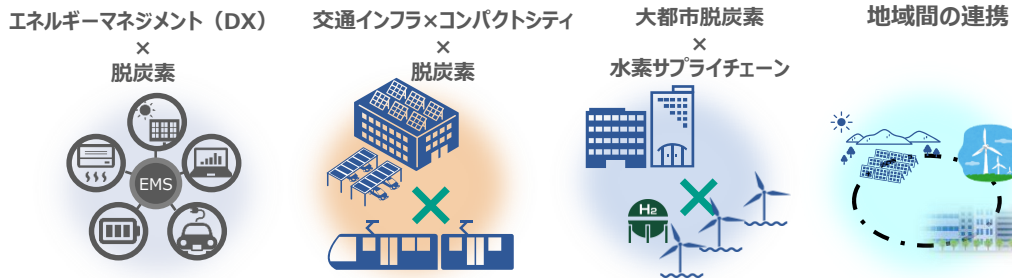 エネルギーマネジメント（DX）
×
脱炭素
交通インフラ×コンパクトシティ
×
脱炭素
大都市脱炭素
×
水素サプライチェーン
地域間の連携
EMS
H2